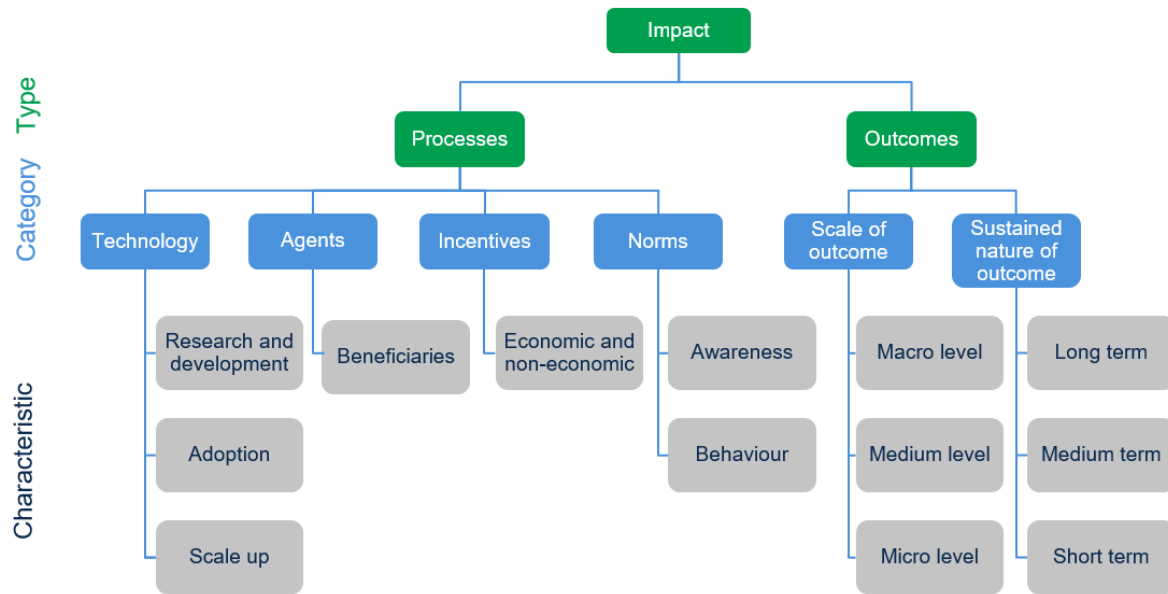 Impact
Type
Processes
Outcomes
Category
Technology
Agents
Incentives
Norms
Scale of
outcome
Sustained
nature of
outcome
Characteristic
Research and
development
Beneficiaries
Economic and
non-economic
Awareness
Macro level
Long term
Adoption
Behaviour
Medium level
Medium term
Scale up
Micro level
Short term